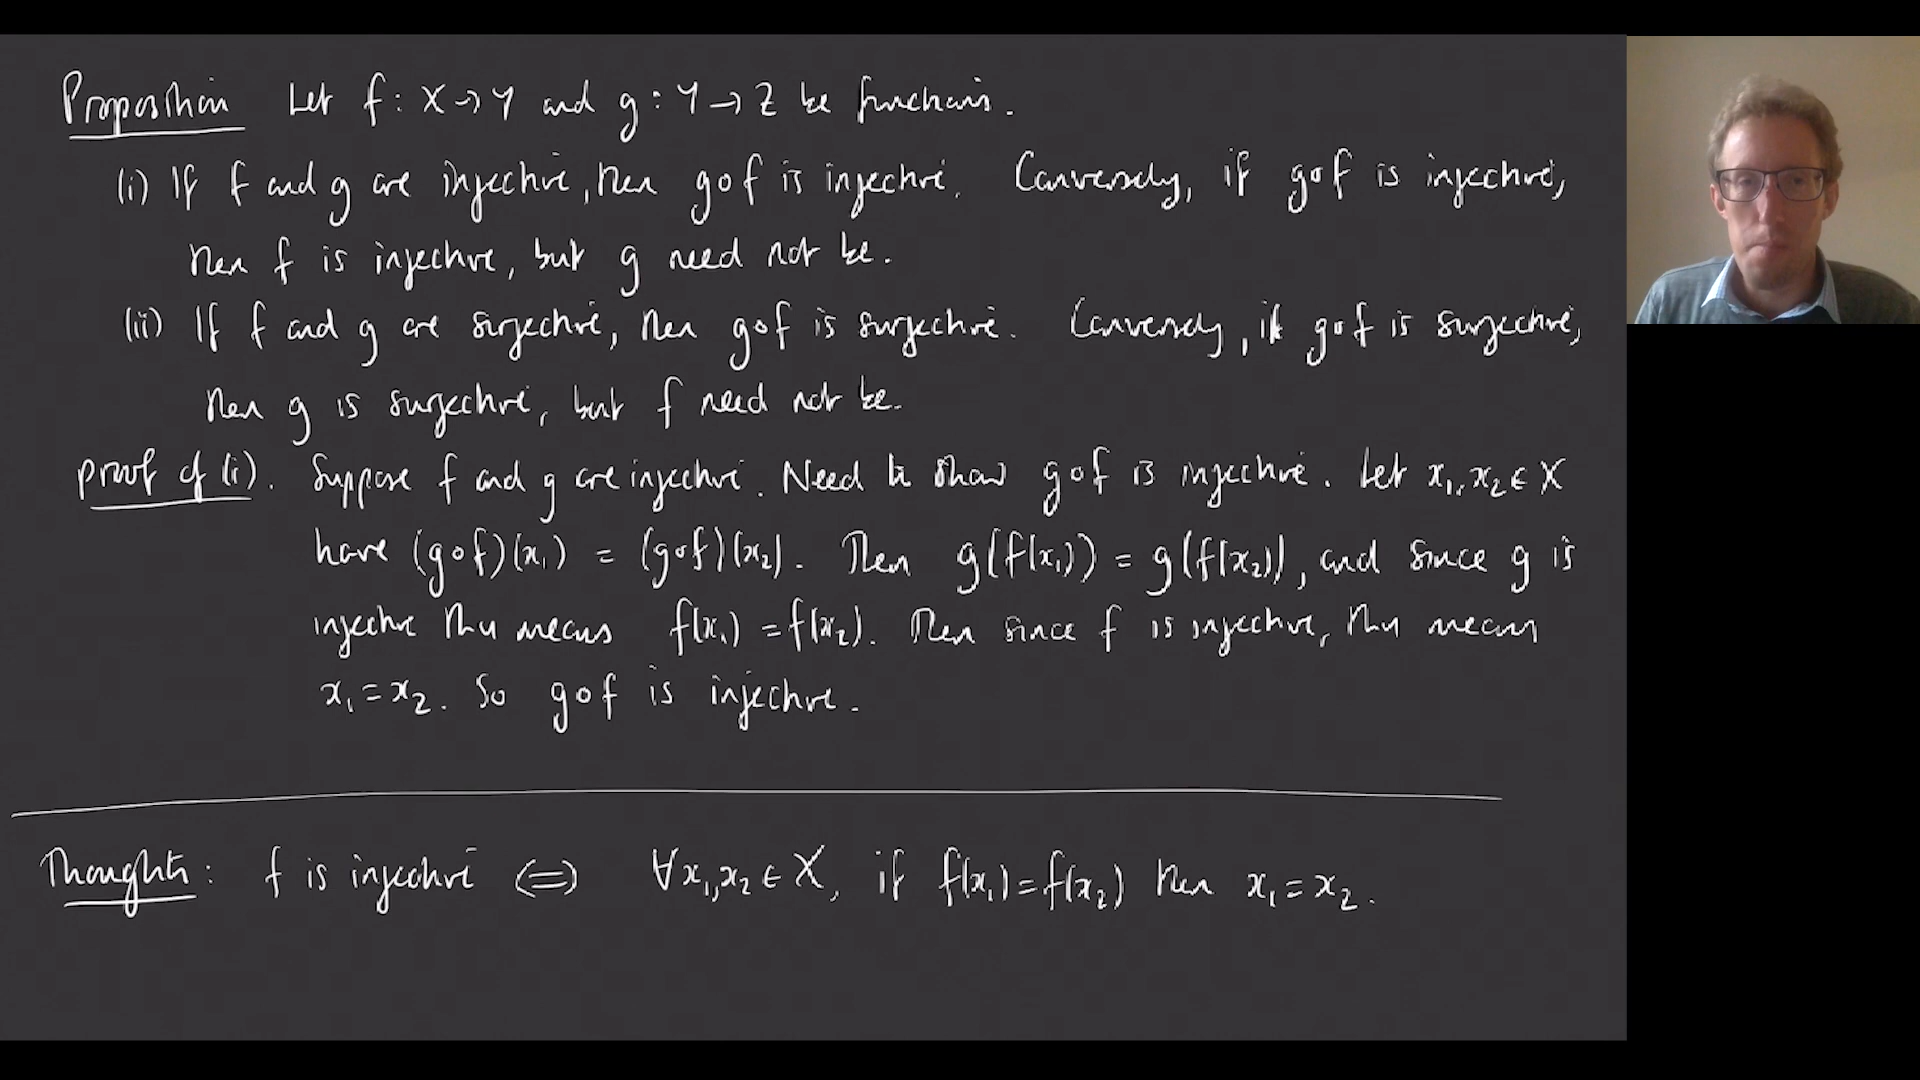 Proposition Let f : X → Y and g : Y → Z be functions.
(i) If f and g are injective, then g∘f is injective. Conversely, if g∘f is injective,
then f is injective, but g need not be.
(ii) If f and g are surjective, then g∘f is surjective. Conversely, if g∘f is surjective,
then g is surjective, but f need not be.
Proof of (i). Suppose f and g are injective. Need to show g∘f is injective. Let x₁, x₂ ∈ X
have (g∘f)(x₁) = (g∘f)(x₂). Then g(f(x₁)) = g(f(x₂)), and since g is
injective this means f(x₁) = f(x₂). Then since f is injective, this means
x₁ = x₂. So g∘f is injective.
Thoughts : f is injective ⇔ ∀x₁,x₂ ∈ X, if f(x₁) = f(x₂) then x₁ = x₂.